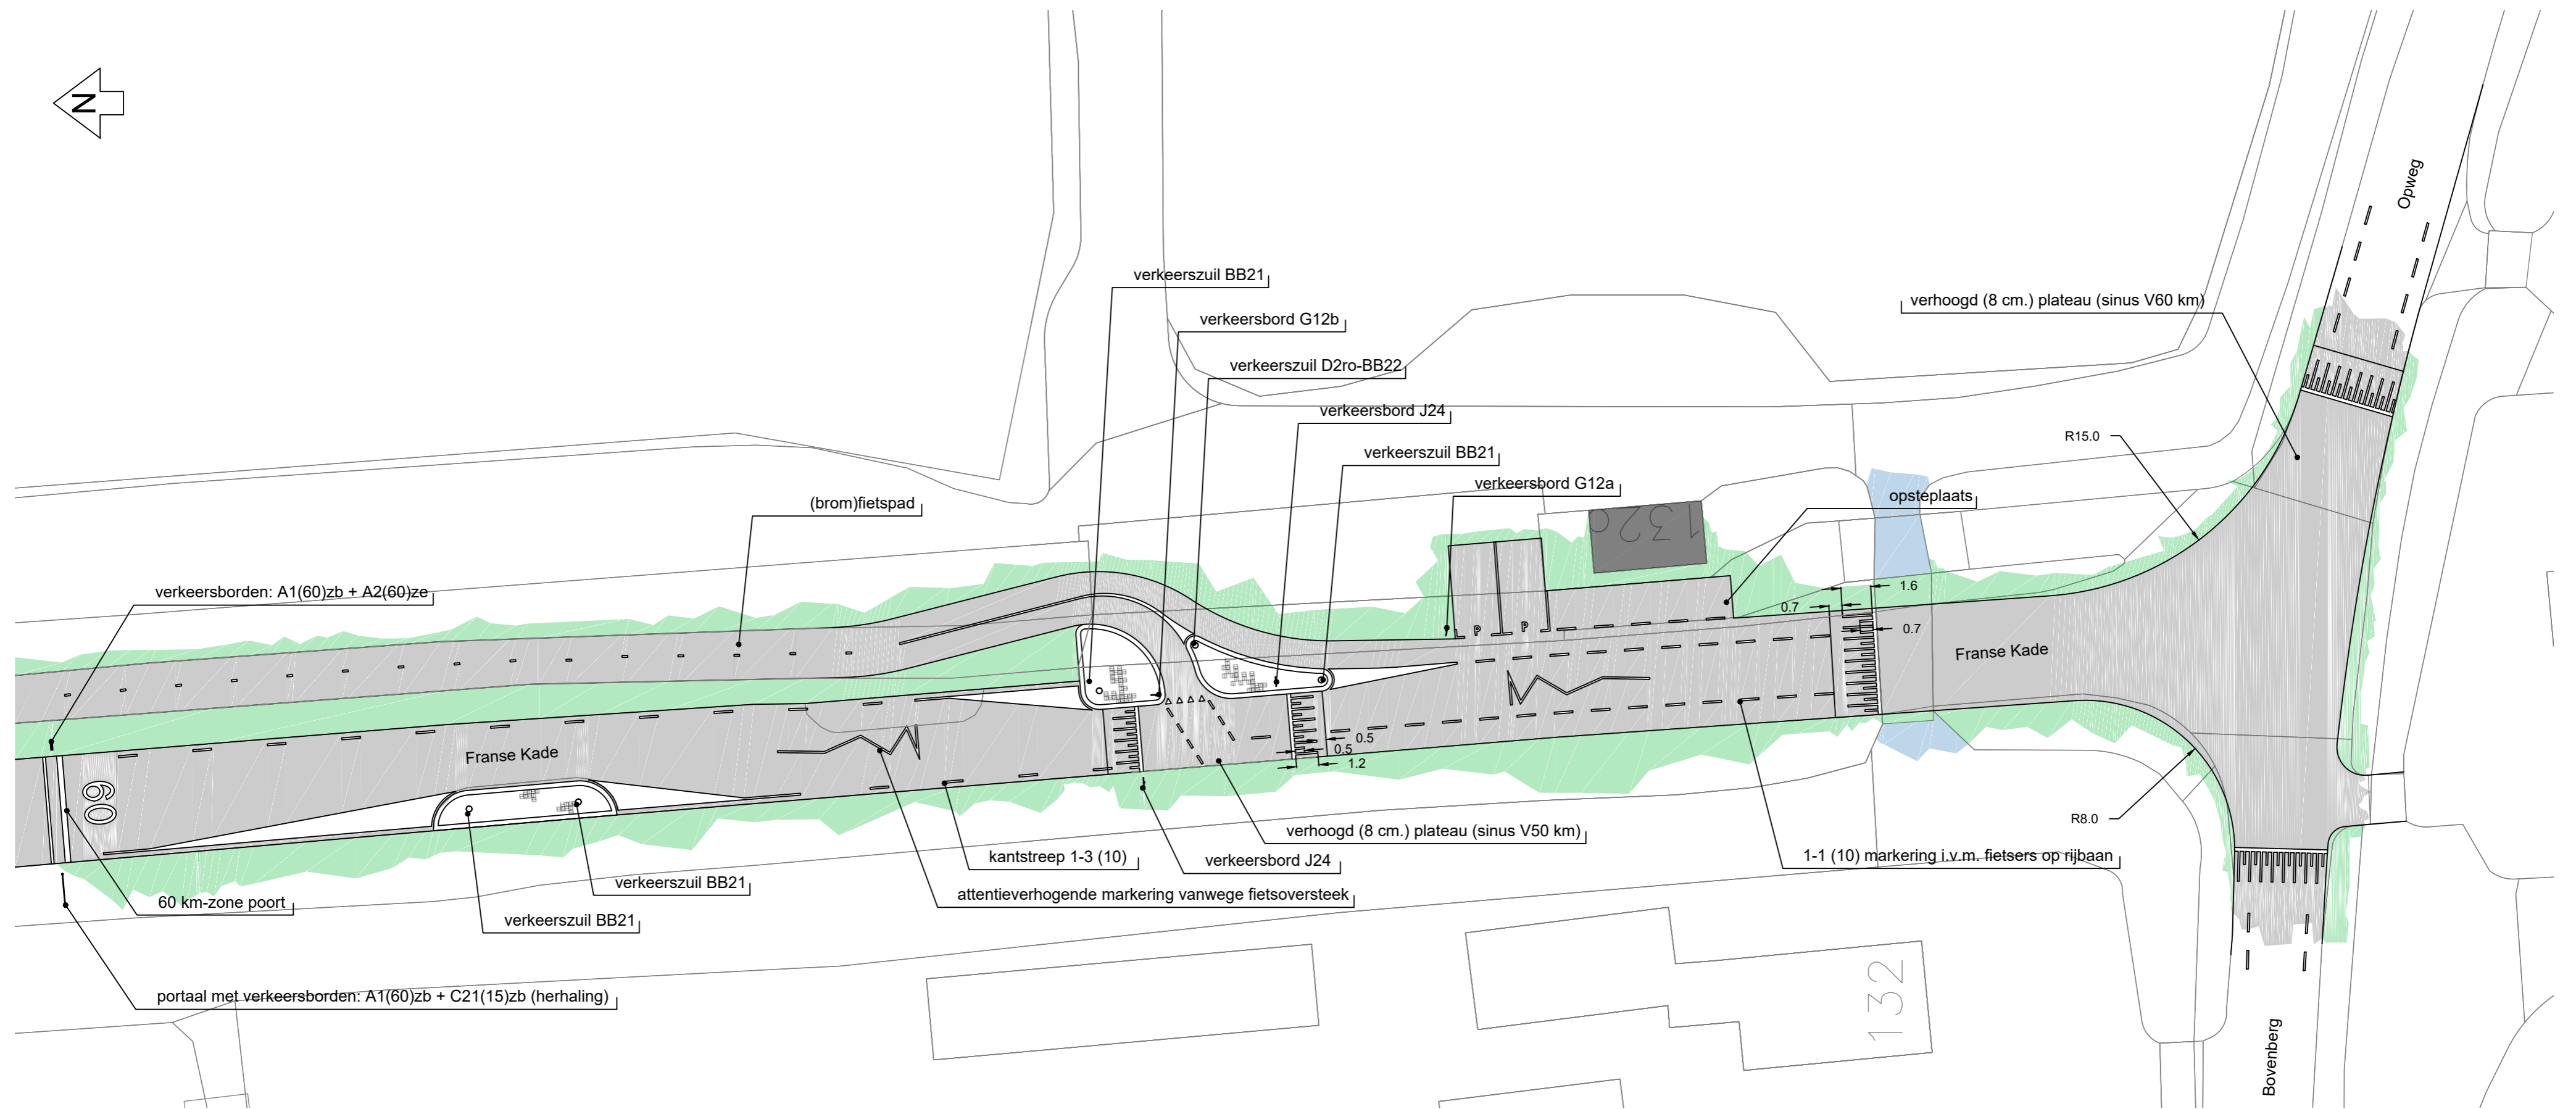 N
Opweg
verkeerszuil BB21
verhoogd (8 cm.) plateau (sinus V60 km)
verkeersbord G12b
verkeerszuil D2ro-BB22
verkeersbord J24
R15.0
verkeerszuil BB21
verkeersbord G12a
opsteplaats
(brom)fietspad
132c
verkeersborden: A1(60)zb + A2(60)ze
1.6
0.7
0.7
P
P
Franse Kade
Franse Kade
60
0.5
0.5
1.2
R8.0
verhoogd (8 cm.) plateau (sinus V50 km)
kantstreep 1-3 (10)
verkeersbord J24
1-1 (10) markering i.v.m. fietsers op rijbaan
verkeerszuil BB21
attentieverhogende markering vanwege fietsoversteek
60 km-zone poort
verkeerszuil BB21
portaal met verkeersborden: A1(60)zb + C21(15)zb (herhaling)
132
Bovenberg